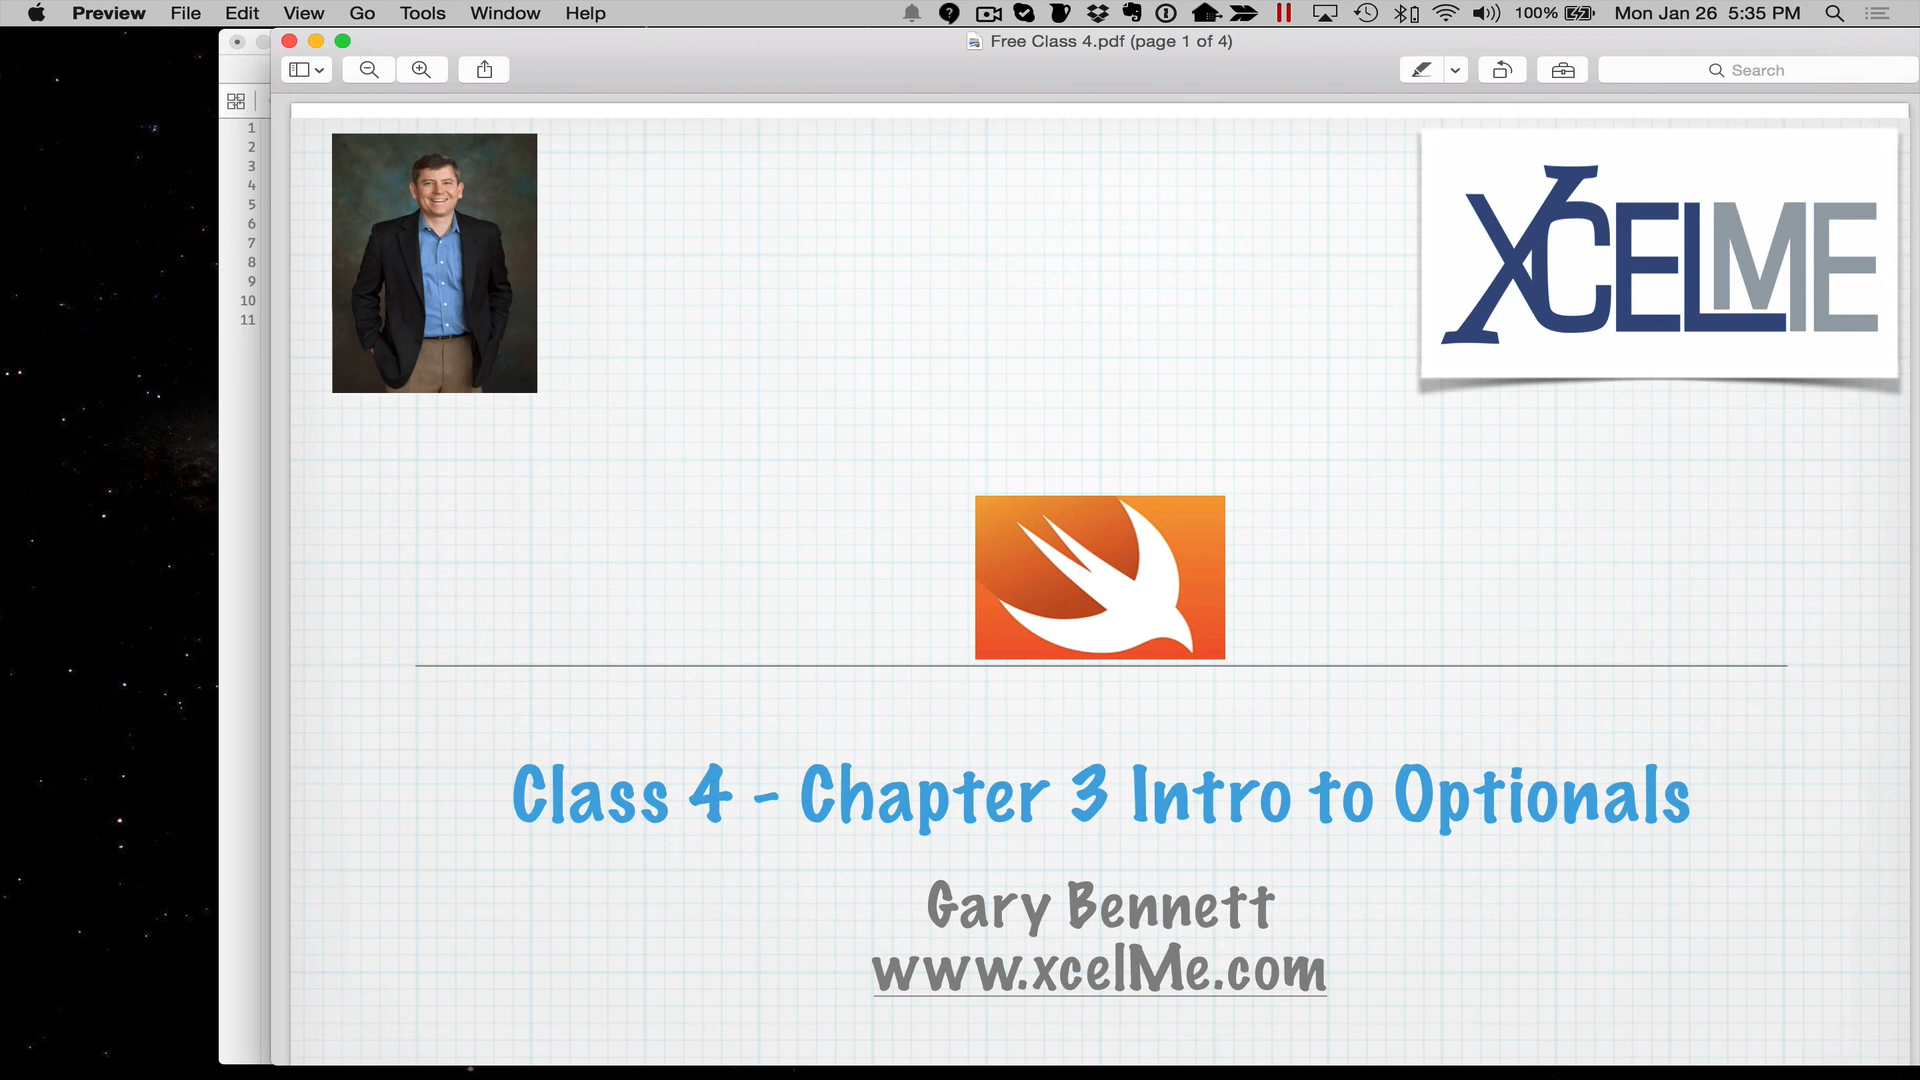 Preview File Edit View Go Tools Window Help 100% Mon Jan 26 5:35 PM
Free Class 4.pdf (page 1 of 4)
Search
1
2
3
4
5
6
7
8
9
10
11
XCELME
Class 4 - Chapter 3 Intro to Optionals
Gary Bennett
www.xcelMe.com